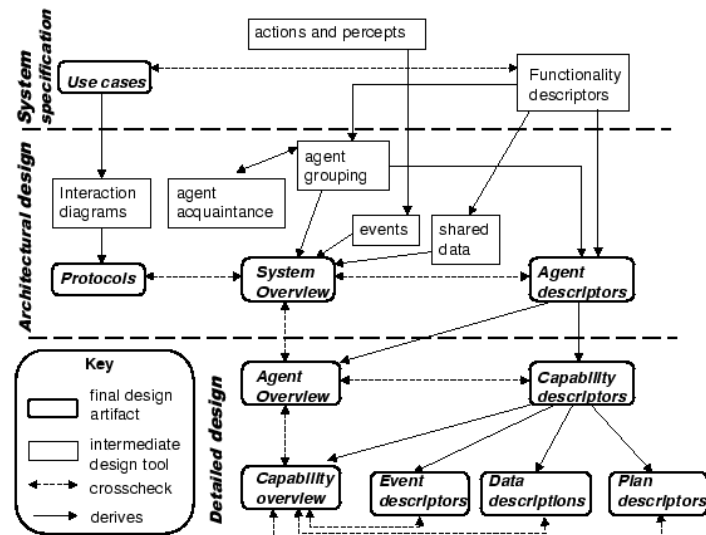 System
specification
Use cases
actions and percepts
Functionality
descriptors
Architectural design
Interaction
diagrams
agent
acquaintance
agent
grouping
events
shared
data
Protocols
System
Overview
Agent
descriptors
Key
final design
artifact
intermediate
design tool
crosscheck
derives
Detailed design
Agent
Overview
Capability
descriptors
Capability
overview
Event
descriptors
Data
descriptions
Plan
descriptors